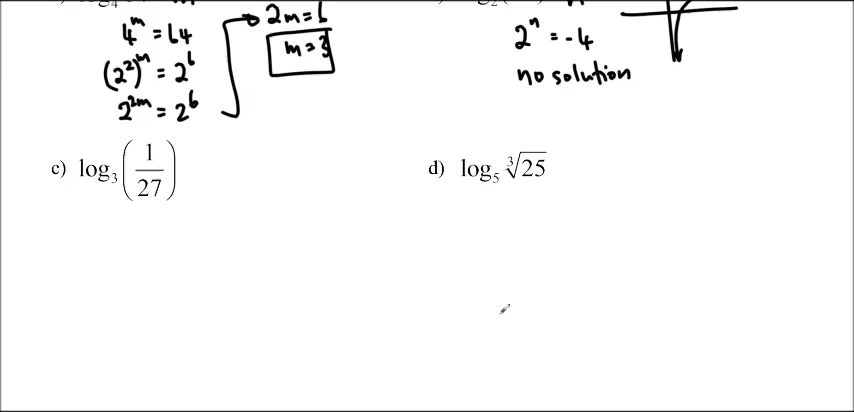 4^m = 64
2m = 6
(2^2)^m = 2^6
m = 3
2^2m = 2^6
2^n = -4
no solution
c) log₃(1/27)
d) log₅ ∛25